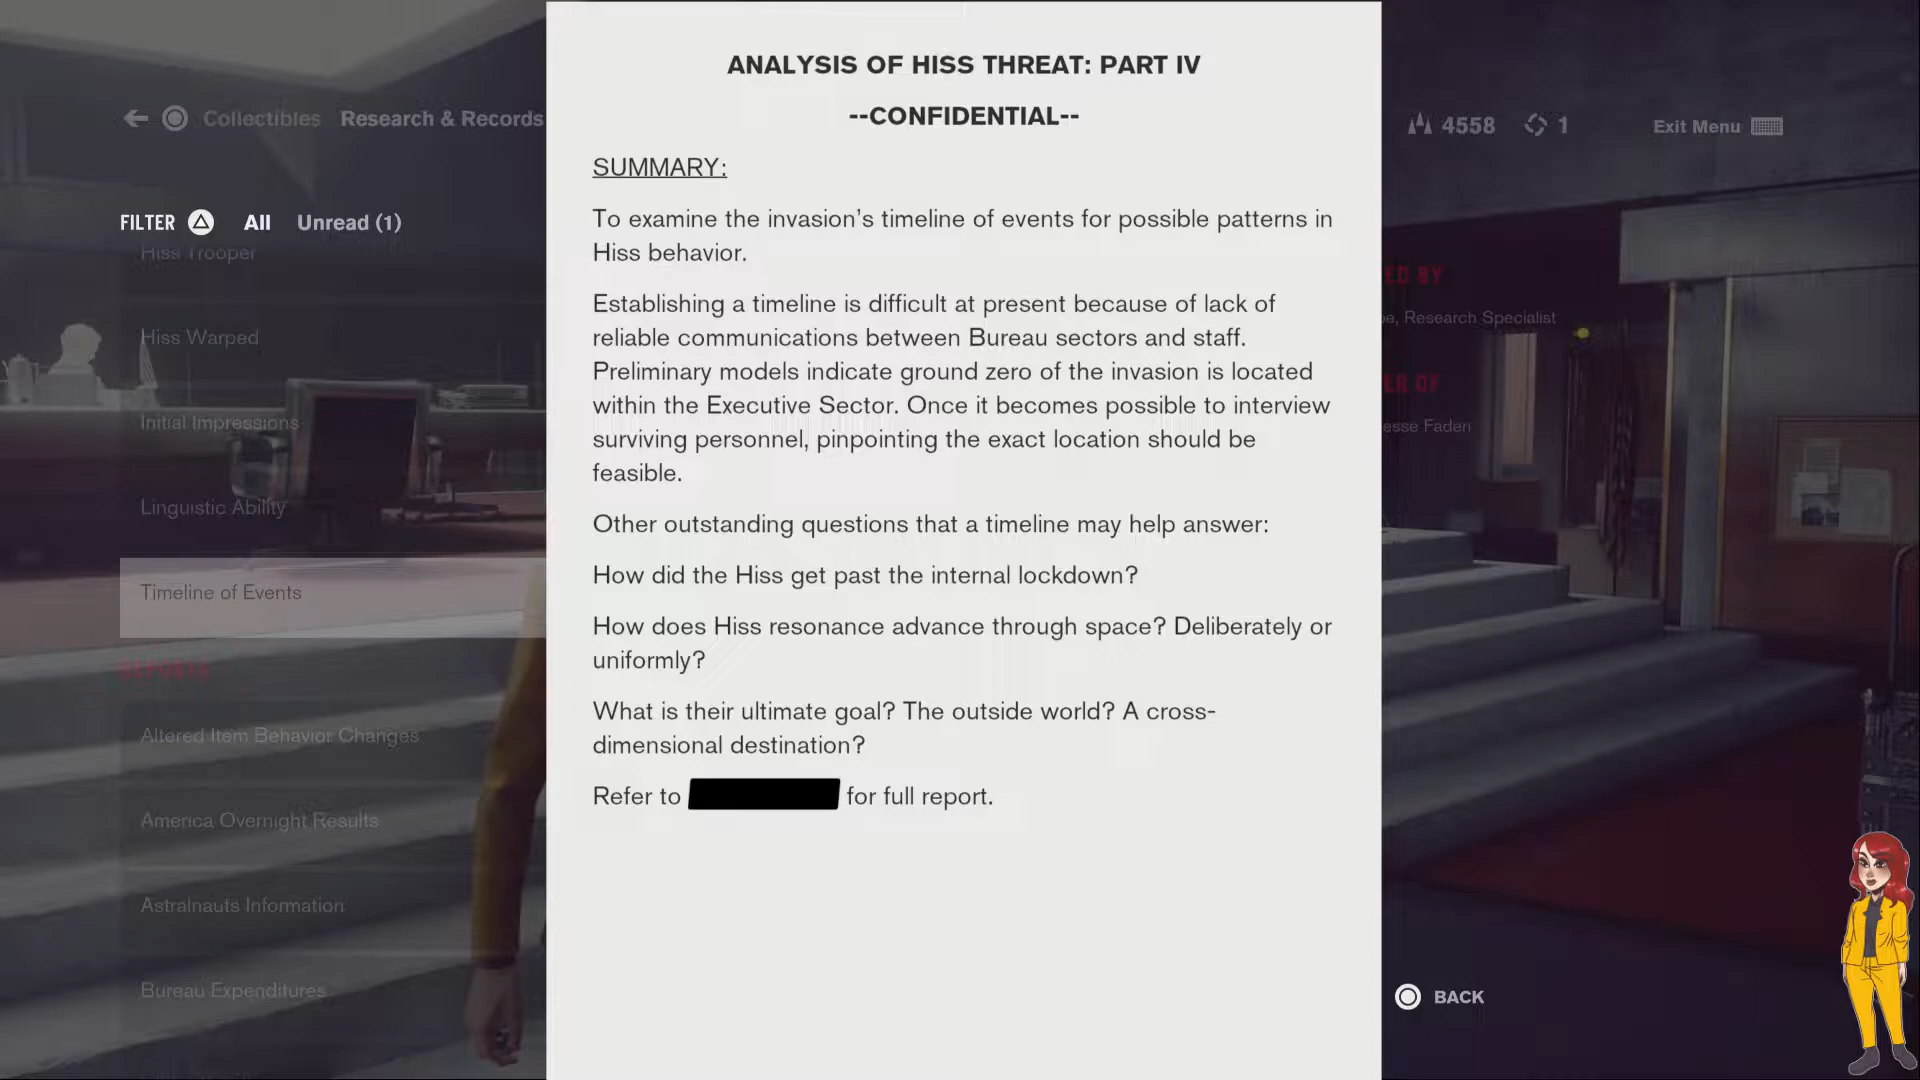 ANALYSIS OF HISS THREAT: PART IV
--CONFIDENTIAL--
Collectibles Research & Records
4558 1 Exit Menu
SUMMARY:
To examine the invasion's timeline of events for possible patterns in
Hiss behavior.
FILTER All Unread (1)
Hiss Trooper
Establishing a timeline is difficult at present because of lack of
reliable communications between Bureau sectors and staff.
Preliminary models indicate ground zero of the invasion is located
within the Executive Sector. Once it becomes possible to interview
surviving personnel, pinpointing the exact location should be
feasible.
ED BY
Research Specialist
Hiss Warped
Initial Impressions
esse Faden
Linguistic Ability
Other outstanding questions that a timeline may help answer:
How did the Hiss get past the internal lockdown?
Timeline of Events
How does Hiss resonance advance through space? Deliberately or
uniformly?
REPORTS
What is their ultimate goal? The outside world? A cross-
dimensional destination?
Altered Item Behavior Changes
Refer to for full report.
America Overnight Results
Astralnauts Information
Bureau Expenditures
BACK